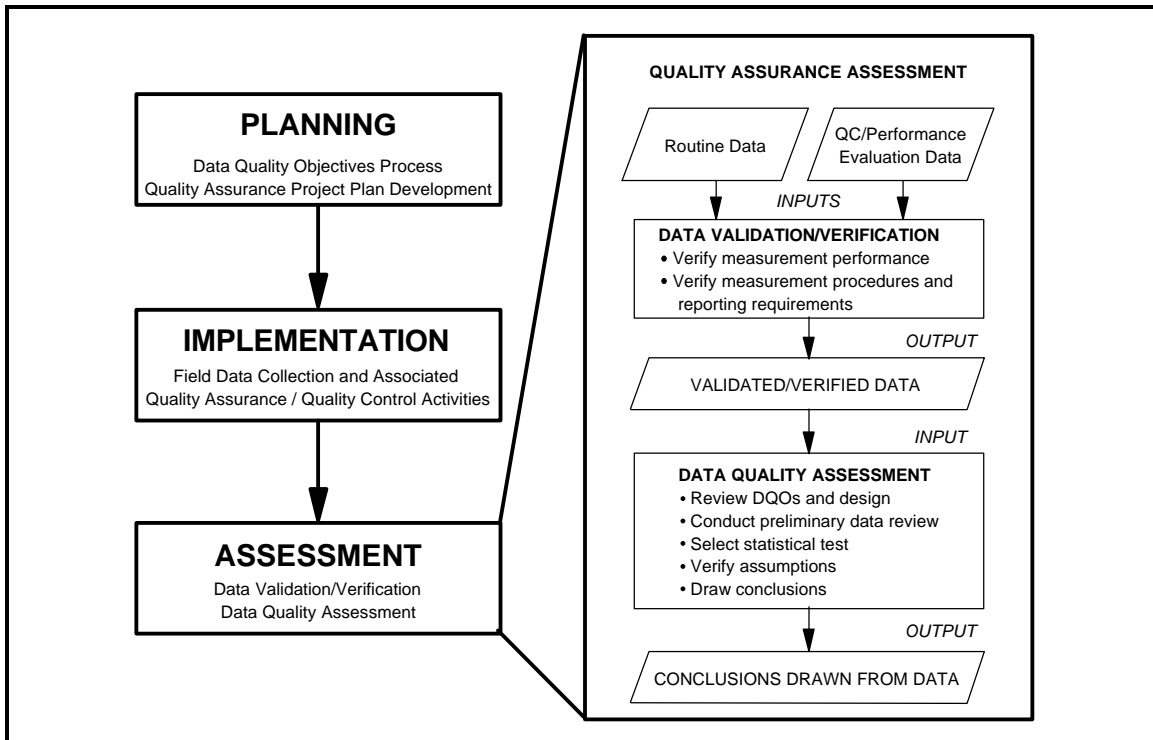 PLANNING
Data Quality Objectives Process
Quality Assurance Project Plan Development
IMPLEMENTATION
Field Data Collection and Associated
Quality Assurance / Quality Control Activities
ASSESSMENT
Data Validation/Verification
Data Quality Assessment
QUALITY ASSURANCE ASSESSMENT
Routine Data
QC/Performance
Evaluation Data
INPUTS
DATA VALIDATION/VERIFICATION
• Verify measurement performance
• Verify measurement procedures and
reporting requirements
OUTPUT
VALIDATED/VERIFIED DATA
INPUT
DATA QUALITY ASSESSMENT
• Review DQOs and design
• Conduct preliminary data review
• Select statistical test
• Verify assumptions
• Draw conclusions
OUTPUT
CONCLUSIONS DRAWN FROM DATA